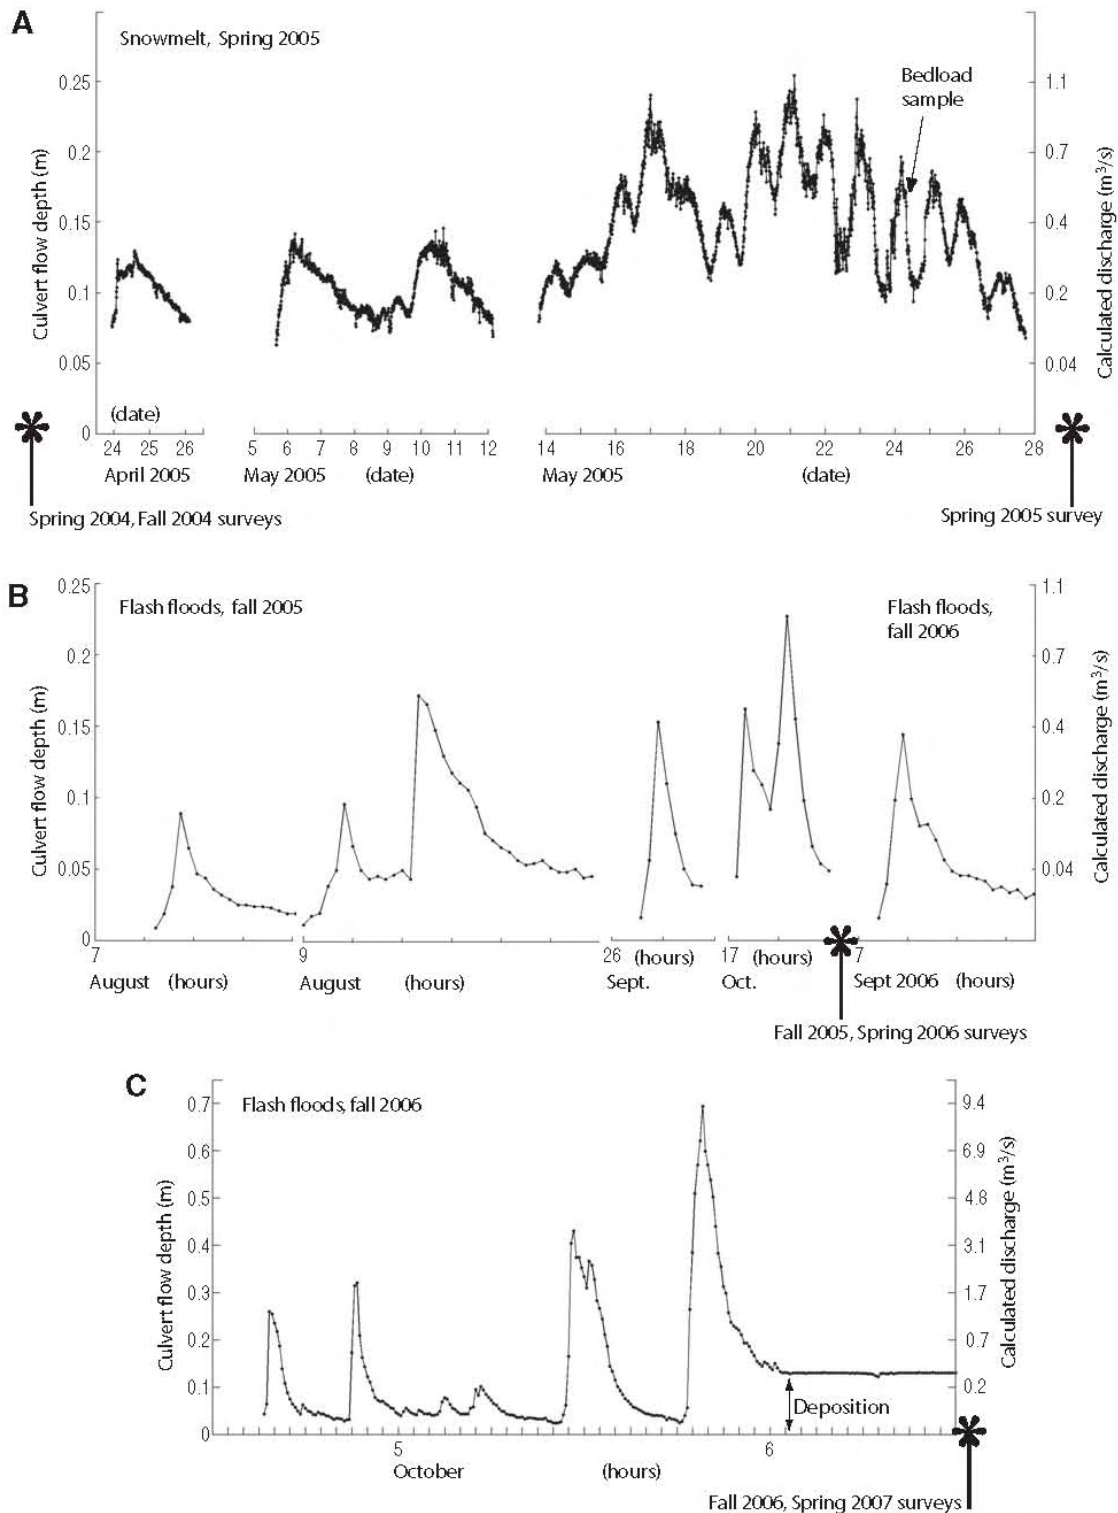 A
Snowmelt, Spring 2005
Bedload
sample
Culvert flow depth (m)
0.25
0.2
0.15
0.1
0.05
0
1.1
0.7
0.4
0.2
0.04
Calculated discharge (m³/s)
(date)
24 25 26
April 2005
5 6 7 8 9 10 11 12
May 2005 (date)
14 16 18 20 22 24 26 28
May 2005 (date)
Spring 2004, Fall 2004 surveys
Spring 2005 survey
B
Flash floods, fall 2005
Flash floods,
fall 2006
Culvert flow depth (m)
0.25
0.2
0.15
0.1
0.05
0
1.1
0.7
0.4
0.2
0.04
Calculated discharge (m³/s)
7
August (hours)
9
August (hours)
26 (hours)
Sept.
17 (hours)
Oct.
7
Sept 2006 (hours)
Fall 2005, Spring 2006 surveys
C
Flash floods, fall 2006
Culvert flow depth (m)
0.7
0.6
0.5
0.4
0.3
0.2
0.1
0
9.4
6.9
4.8
3.1
1.7
0.7
0.2
Calculated discharge (m³/s)
Deposition
5 6
October (hours)
Fall 2006, Spring 2007 surveys